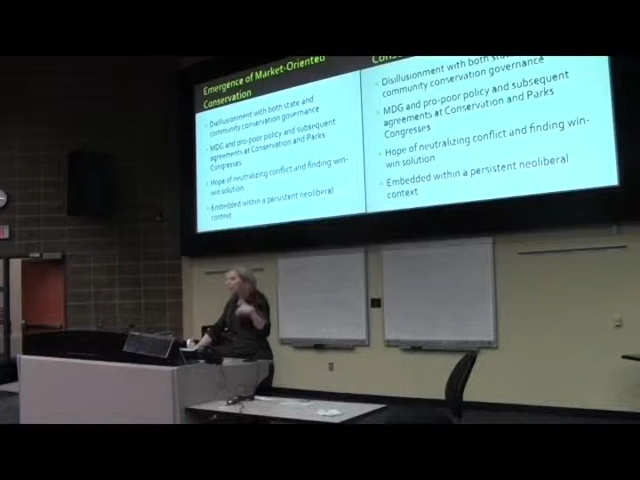 Emergence of Market-Oriented
Conservation
Disillusionment with both state and
community conservation governance
MDG and pro-poor policy and subsequent
agreements at Conservation and Parks
Congresses
Hope of neutralizing conflict and finding win-
win solution
Embedded within a persistent neoliberal
context
Disillusionment with both
community conservation governance
MDG and pro-poor policy and subsequent
agreements at Conservation and Parks
Congresses
Hope of neutralizing conflict and finding win-
win solution
Embedded within a persistent neoliberal
context